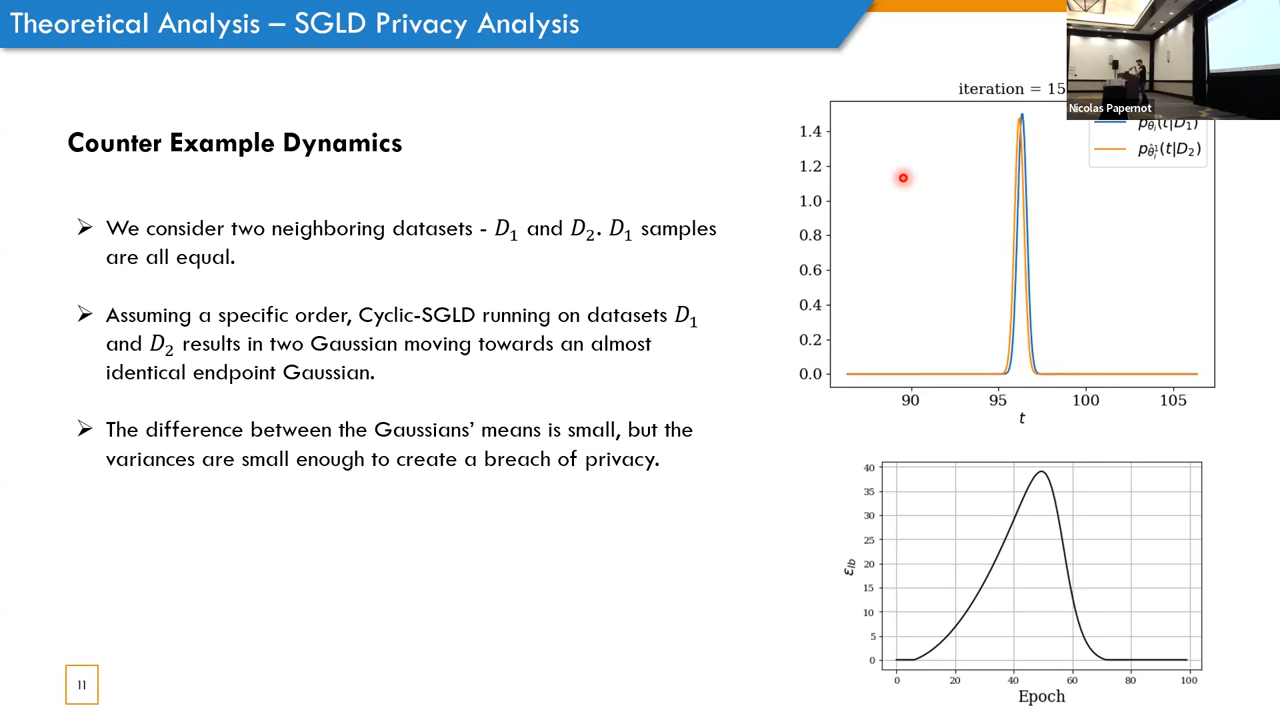 Theoretical Analysis – SGLD Privacy Analysis
Nicolas Papernot
Counter Example Dynamics
➢ We consider two neighboring datasets - D₁ and D₂. D₁ samples
are all equal.
➢ Assuming a specific order, Cyclic-SGLD running on datasets D₁
and D₂ results in two Gaussian moving towards an almost
identical endpoint Gaussian.
➢ The difference between the Gaussians' means is small, but the
variances are small enough to create a breach of privacy.
11
iteration = 15
1.4
1.2
1.0
0.8
0.6
0.4
0.2
0.0
90 95 100 105
t
40
35
30
25
20
15
10
5
0
ε_lb
0 20 40 60 80 100
Epoch